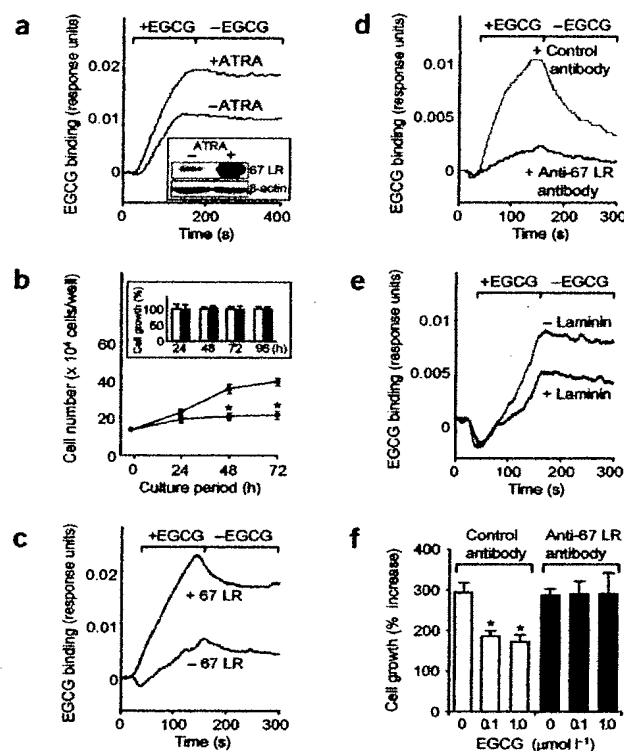 a
+EGCG −EGCG
EGCG binding (response units)
0.02
0.01
0
+ATRA
−ATRA
ATRA
− +
67 LR
β-actin
0 200 400
Time (s)
b
Cell number (× 10⁴ cells/well)
60
40
20
0
Cell growth (%)
100
50
0
24 48 72 96 (h)
*
*
0 24 48 72
Culture period (h)
c
+EGCG −EGCG
EGCG binding (response units)
0.02
0.01
0
+ 67 LR
− 67 LR
0 100 200 300
Time (s)
d
+EGCG −EGCG
EGCG binding (response units)
0.01
0.005
0
+ Control
antibody
+ Anti-67 LR
antibody
0 100 200 300
Time (s)
e
+EGCG −EGCG
EGCG binding (response units)
0.01
0.005
0
− Laminin
+ Laminin
0 100 200 300
Time (s)
f
Control
antibody
Anti-67 LR
antibody
Cell growth (% increase)
400
300
200
100
0
*
*
0 0.1 1.0 0 0.1 1.0
EGCG (μmol l⁻¹)